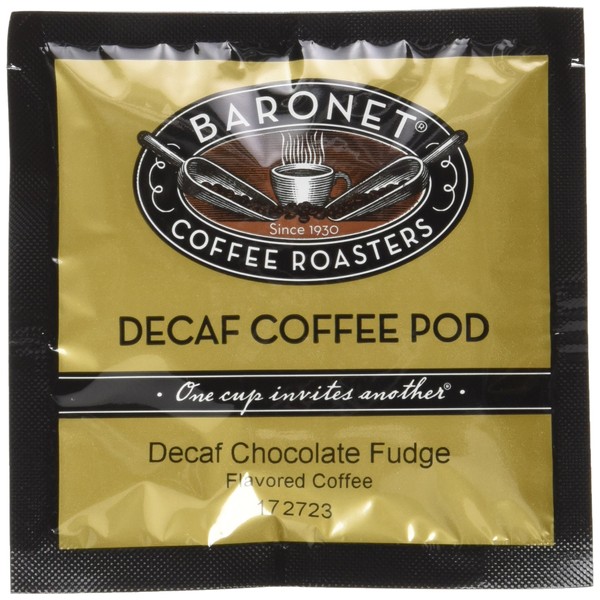 BARONET®
Since 1930
COFFEE ROASTERS
DECAF COFFEE POD
· One cup invites another® ·
Decaf Chocolate Fudge
Flavored Coffee
172723